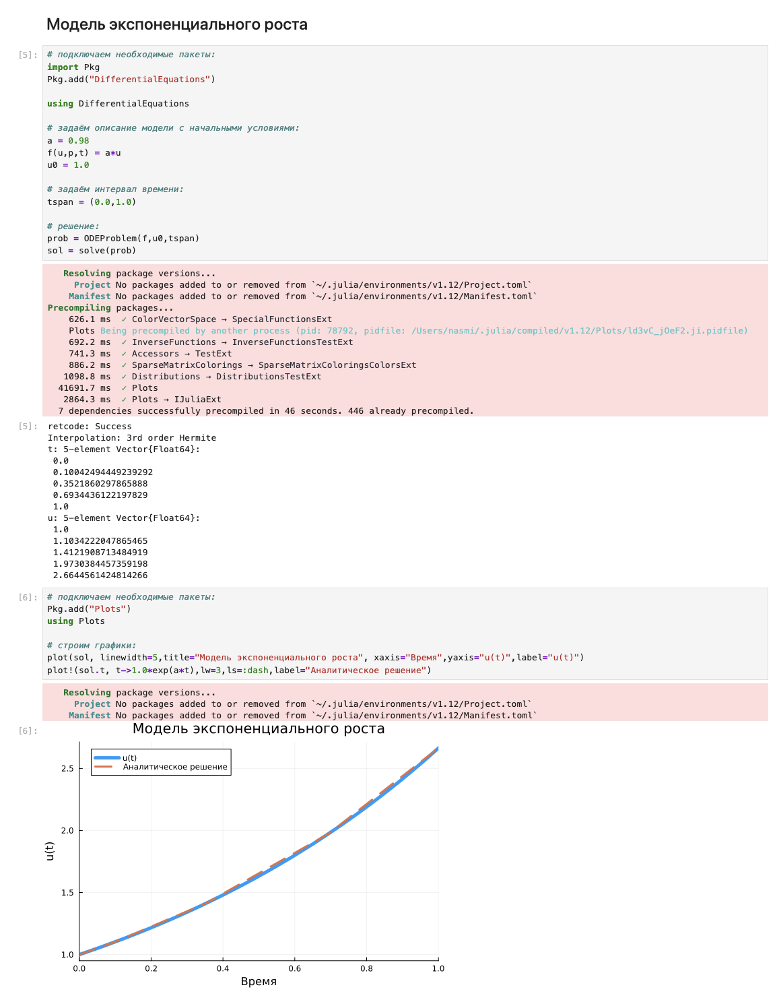 Модель экспоненциального роста
[5]:
# подключаем необходимые пакеты:
import Pkg
Pkg.add("DifferentialEquations")
using DifferentialEquations
# задаём описание модели с начальными условиями:
a = 0.98
f(u,p,t) = a*u
u0 = 1.0
# задаём интервал времени:
tspan = (0.0,1.0)
# решение:
prob = ODEProblem(f,u0,tspan)
sol = solve(prob)
Resolving package versions...
Project No packages added to or removed from `~/.julia/environments/v1.12/Project.toml`
Manifest No packages added to or removed from `~/.julia/environments/v1.12/Manifest.toml`
Precompiling packages...
626.1 ms ✓ ColorVectorSpace → SpecialFunctionsExt
Plots Being precompiled by another process (pid: 78792, pidfile: /Users/nasmi/.julia/compiled/v1.12/Plots/ld3vC_jOeF2.ji.pidfile)
692.2 ms ✓ InverseFunctions → InverseFunctionsTestExt
741.3 ms ✓ Accessors → TestExt
886.2 ms ✓ SparseMatrixColorings → SparseMatrixColoringsColorsExt
1098.8 ms ✓ Distributions → DistributionsTestExt
41691.7 ms ✓ Plots
2864.3 ms ✓ Plots → IJuliaExt
7 dependencies successfully precompiled in 46 seconds. 446 already precompiled.
[5]:
retcode: Success
Interpolation: 3rd order Hermite
t: 5-element Vector{Float64}:
0.0
0.10042494449239292
0.3521860297865888
0.6934436122197829
1.0
u: 5-element Vector{Float64}:
1.0
1.1034222047865465
1.4121908713484919
1.9730384457359198
2.6644561424814266
[6]:
# подключаем необходимые пакеты:
Pkg.add("Plots")
using Plots
# строим графики:
plot(sol, linewidth=5,title="Модель экспоненциального роста", xaxis="Время",yaxis="u(t)",label="u(t)")
plot!(sol.t, t->1.0*exp(a*t),lw=3,ls=:dash,label="Аналитическое решение")
Resolving package versions...
Project No packages added to or removed from `~/.julia/environments/v1.12/Project.toml`
Manifest No packages added to or removed from `~/.julia/environments/v1.12/Manifest.toml`
[6]:
Модель экспоненциального роста
u(t)
Аналитическое решение
2.5
2.0
1.5
1.0
u(t)
0.0 0.2 0.4 0.6 0.8 1.0
Время